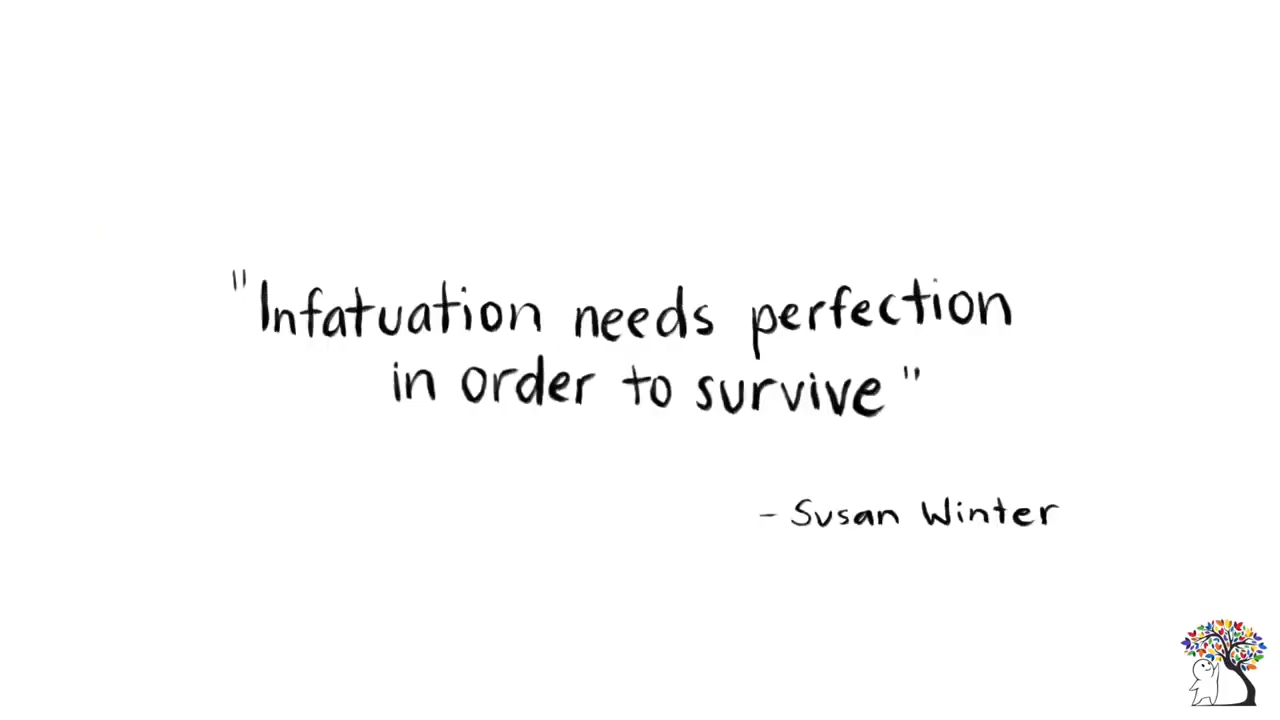 "Infatuation needs perfection
in order to survive"
- Susan Winter